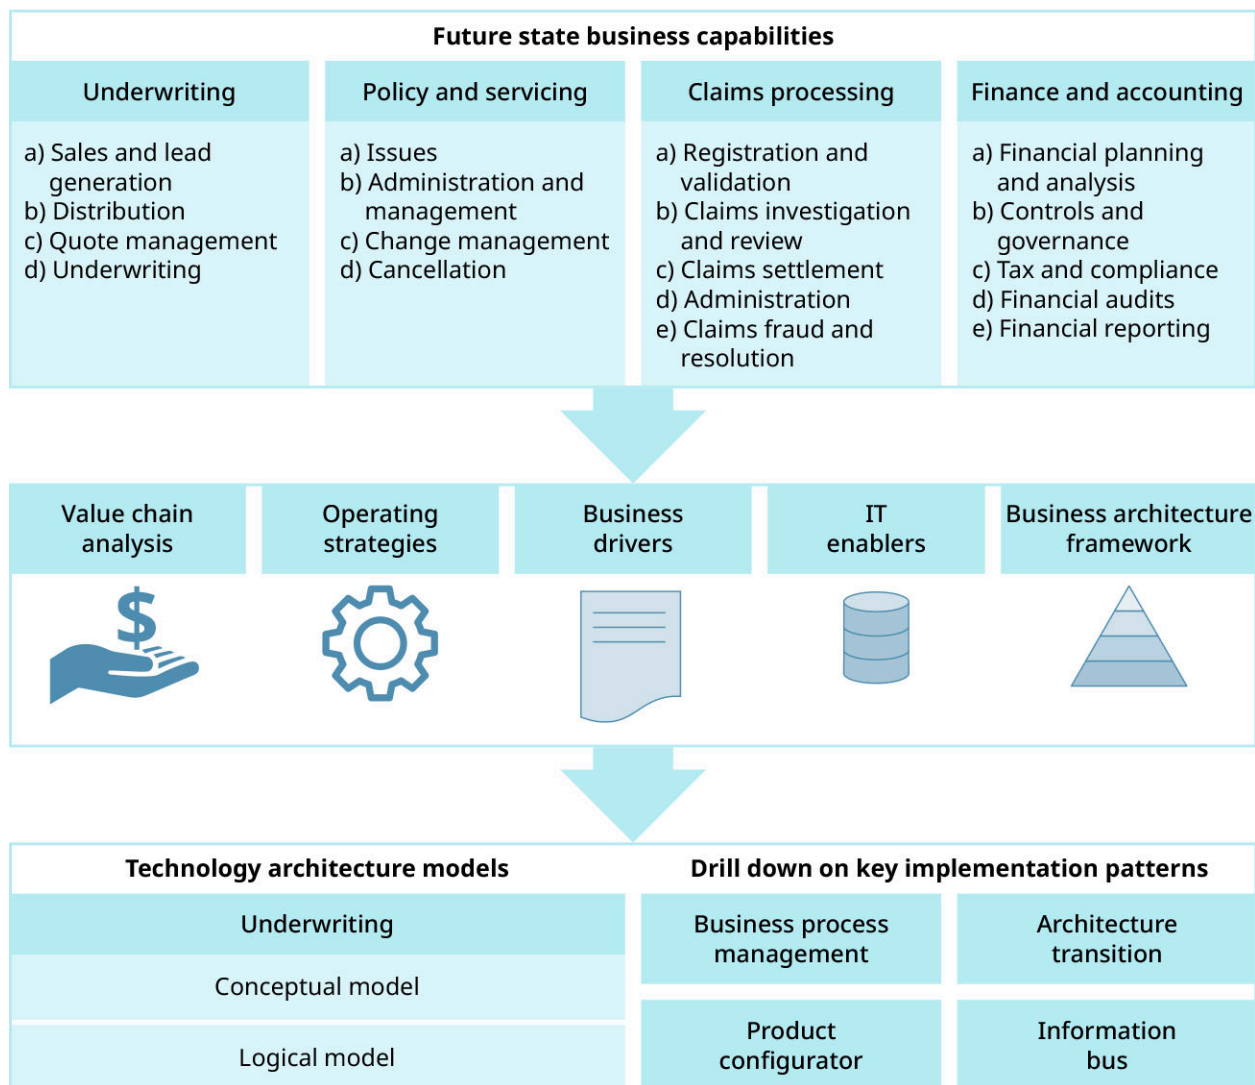 Future state business capabilities
Underwriting
a) Sales and lead
generation
b) Distribution
c) Quote management
d) Underwriting
Policy and servicing
a) Issues
b) Administration and
management
c) Change management
d) Cancellation
Claims processing
a) Registration and
validation
b) Claims investigation
and review
c) Claims settlement
d) Administration
e) Claims fraud and
resolution
Finance and accounting
a) Financial planning
and analysis
b) Controls and
governance
c) Tax and compliance
d) Financial audits
e) Financial reporting
Value chain
analysis
Operating
strategies
Business
drivers
IT
enablers
Business architecture
framework
$
Technology architecture models
Underwriting
Conceptual model
Logical model
Drill down on key implementation patterns
Business process
management
Architecture
transition
Product
configurator
Information
bus